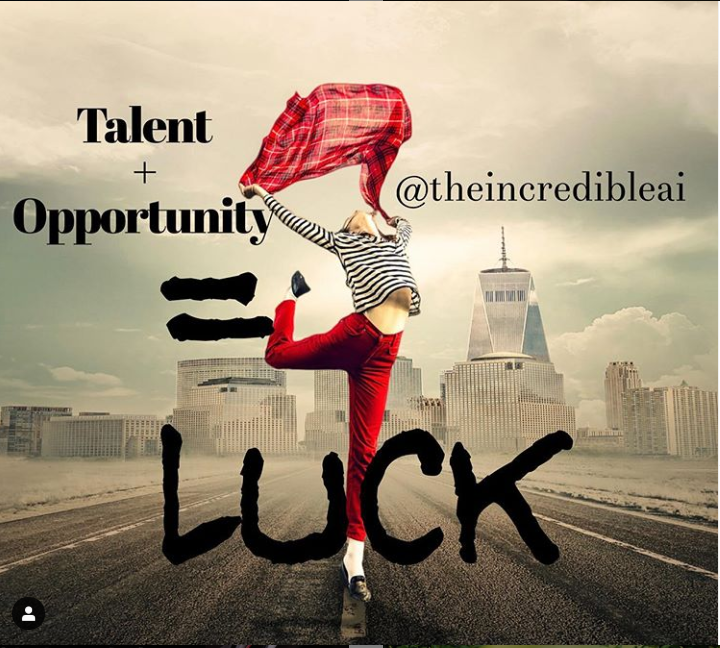 Talent
+
Opportunity
@theincredibleai
=
LUCK